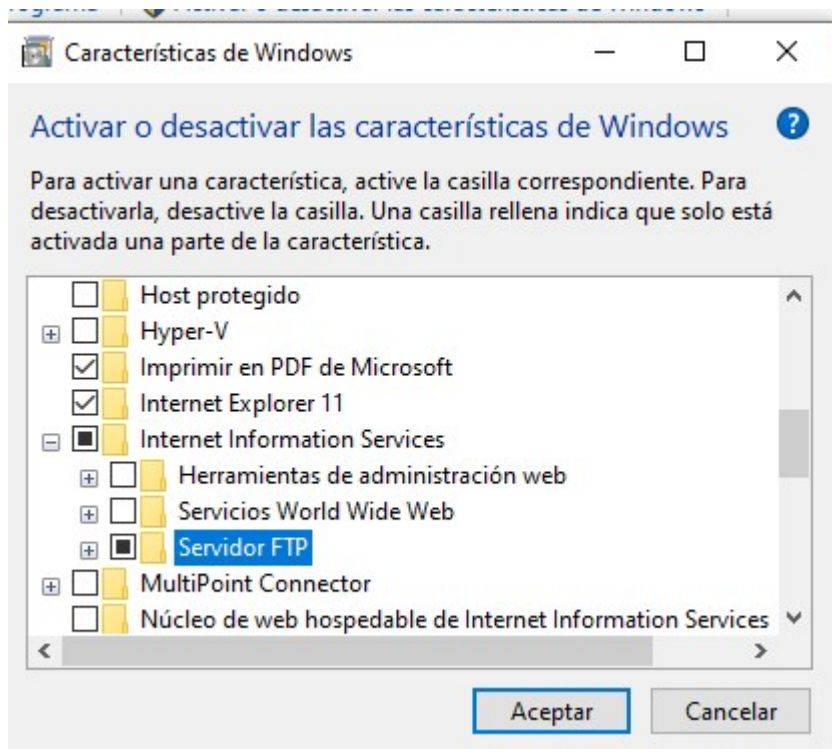 Características de Windows
Activar o desactivar las características de Windows
Para activar una característica, active la casilla correspondiente. Para
desactivarla, desactive la casilla. Una casilla rellena indica que solo está
activada una parte de la característica.
Host protegido
Hyper-V
Imprimir en PDF de Microsoft
Internet Explorer 11
Internet Information Services
Herramientas de administración web
Servicios World Wide Web
Servidor FTP
MultiPoint Connector
Núcleo de web hospedable de Internet Information Services
Aceptar Cancelar